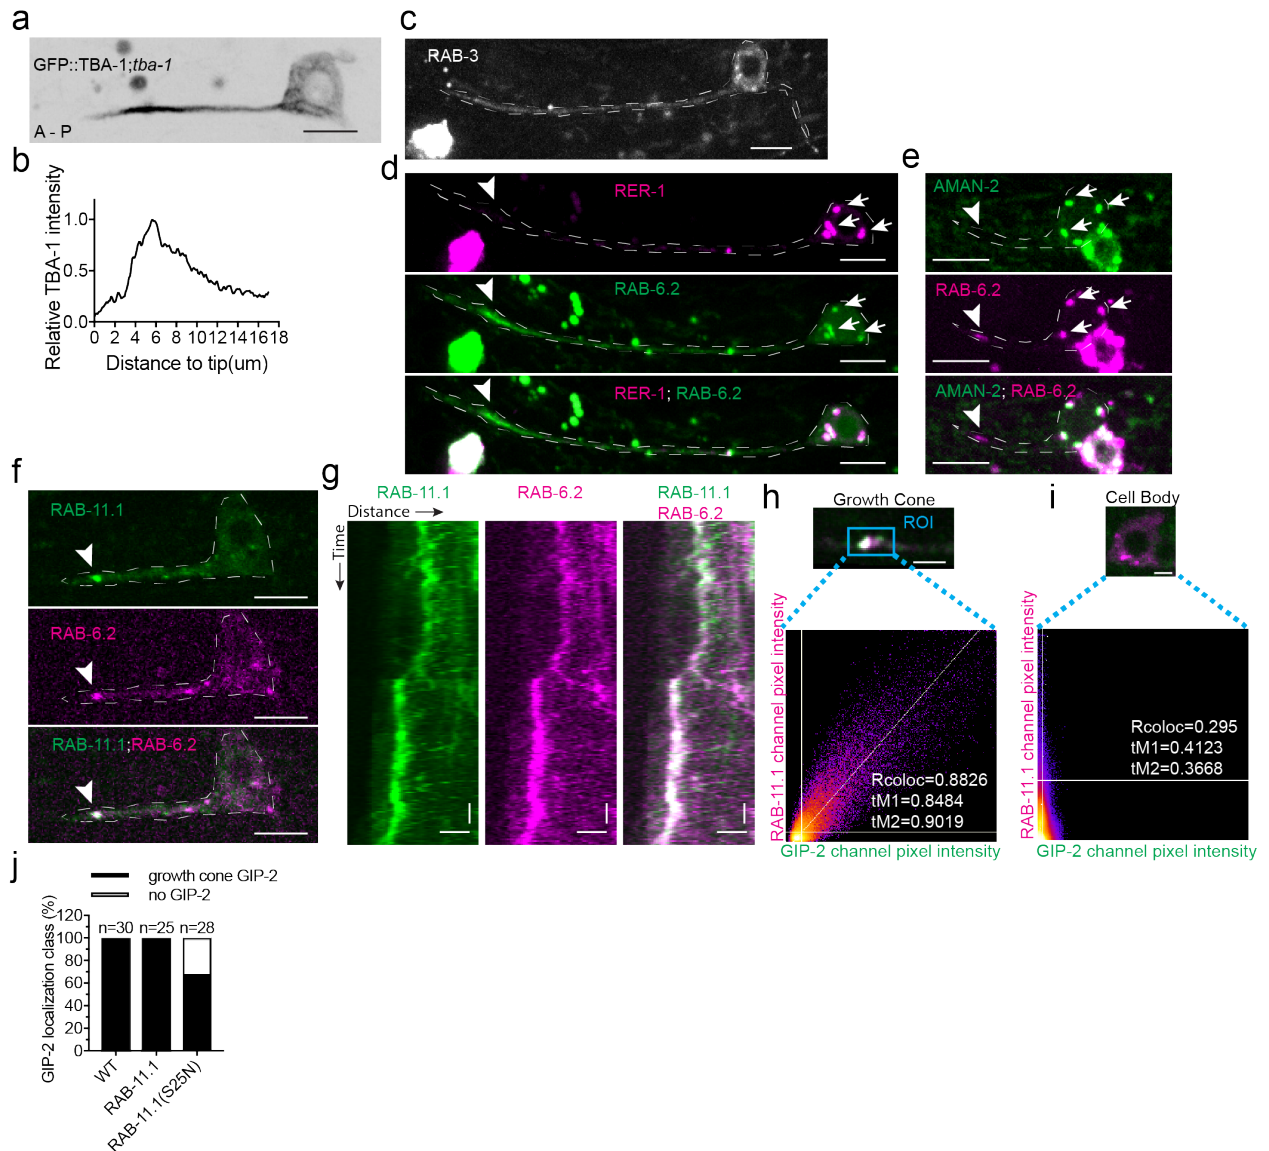 a
GFP::TBA-1;tba-1
A - P
b
Relative TBA-1 intensity
1.0
0.5
0.0
0 2 4 6 8 10 12 14 16 18
Distance to tip(um)
c
RAB-3
d
RER-1
RAB-6.2
RER-1; RAB-6.2
e
AMAN-2
RAB-6.2
AMAN-2; RAB-6.2
f
RAB-11.1
RAB-6.2
RAB-11.1;RAB-6.2
g
RAB-11.1
RAB-6.2
RAB-11.1
RAB-6.2
Distance
Time
h
Growth Cone
ROI
RAB-11.1 channel pixel intensity
Rcoloc=0.8826
tM1=0.8484
tM2=0.9019
GIP-2 channel pixel intensity
i
Cell Body
RAB-11.1 channel pixel intensity
Rcoloc=0.295
tM1=0.4123
tM2=0.3668
GIP-2 channel pixel intensity
j
growth cone GIP-2
no GIP-2
GIP-2 localization class (%)
120
100
80
60
40
20
0
n=30 n=25 n=28
WT
RAB-11.1
RAB-11.1(S25N)